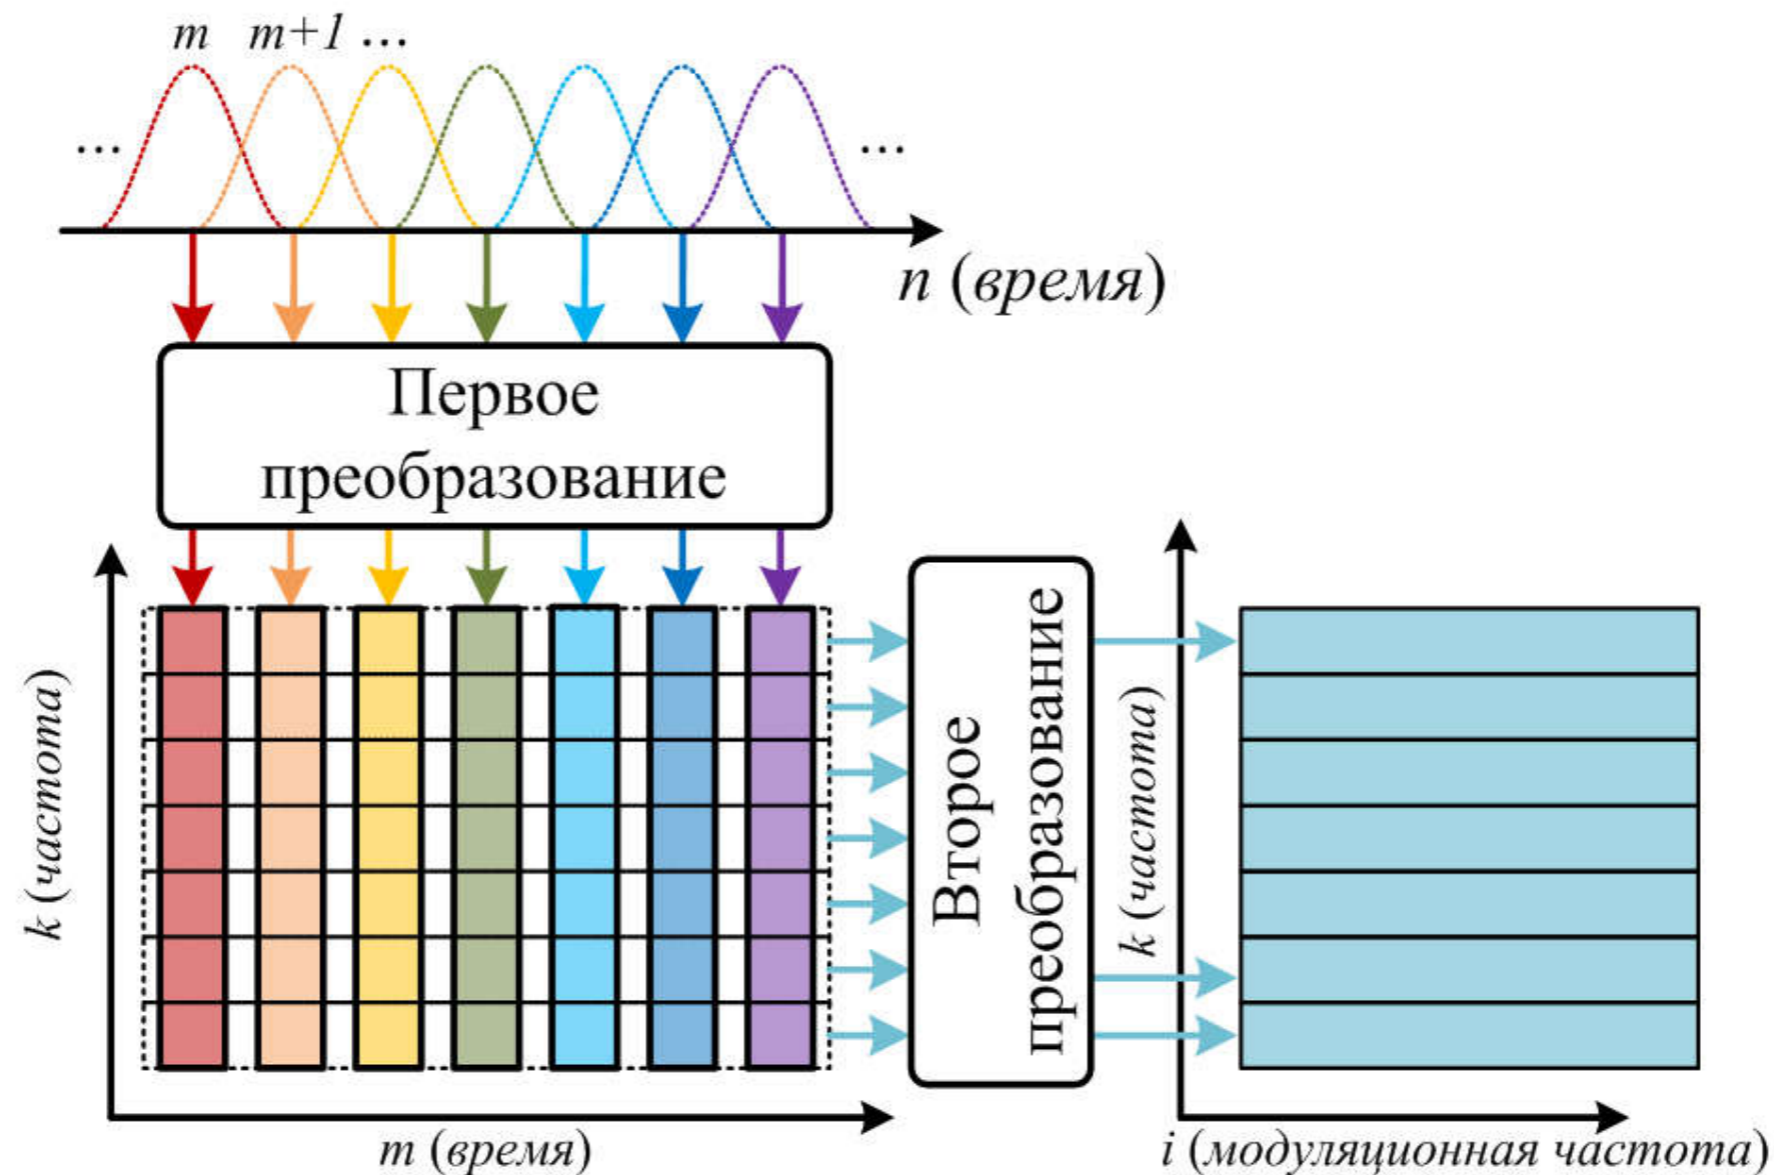 m m+1 ...
... ...
n (время)
Первое
преобразование
k (частота)
m (время)
Второе
преобразование
k (частота)
i (модуляционная частота)